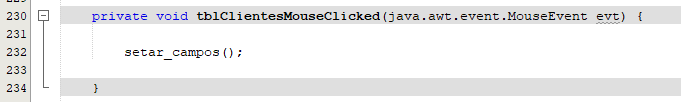 230 private void tblClientesMouseClicked(java.awt.event.MouseEvent evt) {
231
232 setar_campos();
233
234 }